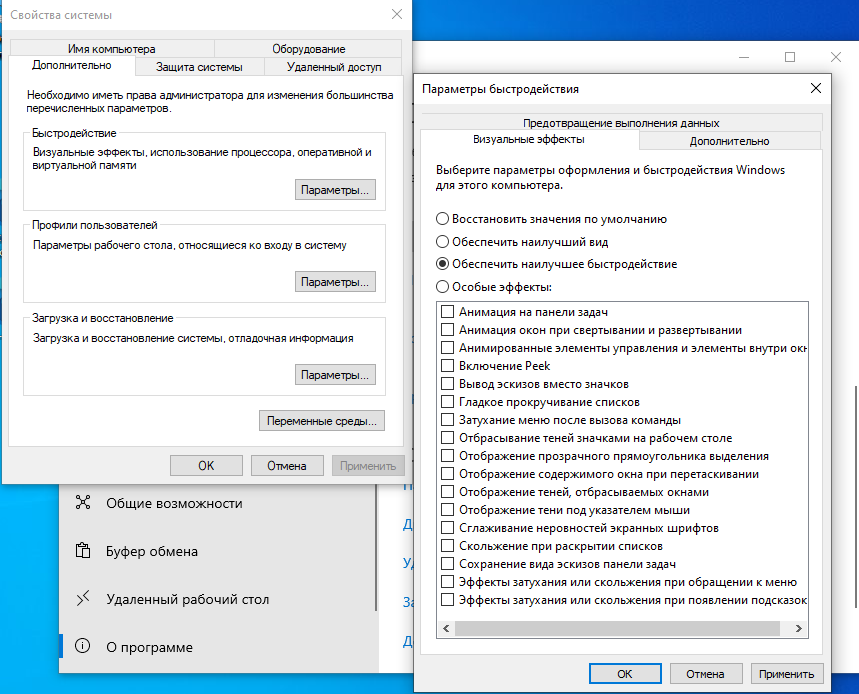 Свойства системы
Имя компьютера
Оборудование
Дополнительно
Защита системы
Удаленный доступ
Необходимо иметь права администратора для изменения большинства
перечисленных параметров.
Быстродействие
Визуальные эффекты, использование процессора, оперативной и
виртуальной памяти
Параметры...
Профили пользователей
Параметры рабочего стола, относящиеся ко входу в систему
Параметры...
Загрузка и восстановление
Загрузка и восстановление системы, отладочная информация
Параметры...
Переменные среды...
ОК
Отмена
Применить
Общие возможности
Буфер обмена
Удаленный рабочий стол
О программе
Параметры быстродействия
Предотвращение выполнения данных
Визуальные эффекты
Дополнительно
Выберите параметры оформления и быстродействия Windows
для этого компьютера.
Восстановить значения по умолчанию
Обеспечить наилучший вид
Обеспечить наилучшее быстродействие
Особые эффекты:
Анимация на панели задач
Анимация окон при свертывании и развертывании
Анимированные элементы управления и элементы внутри окн
Включение Peek
Вывод эскизов вместо значков
Гладкое прокручивание списков
Затухание меню после вызова команды
Отбрасывание теней значками на рабочем столе
Отображение прозрачного прямоугольника выделения
Отображение содержимого окна при перетаскивании
Отображение теней, отбрасываемых окнами
Отображение тени под указателем мыши
Сглаживание неровностей экранных шрифтов
Скольжение при раскрытии списков
Сохранение вида эскизов панели задач
Эффекты затухания или скольжения при обращении к меню
Эффекты затухания или скольжения при появлении подсказок
ОК
Отмена
Применить